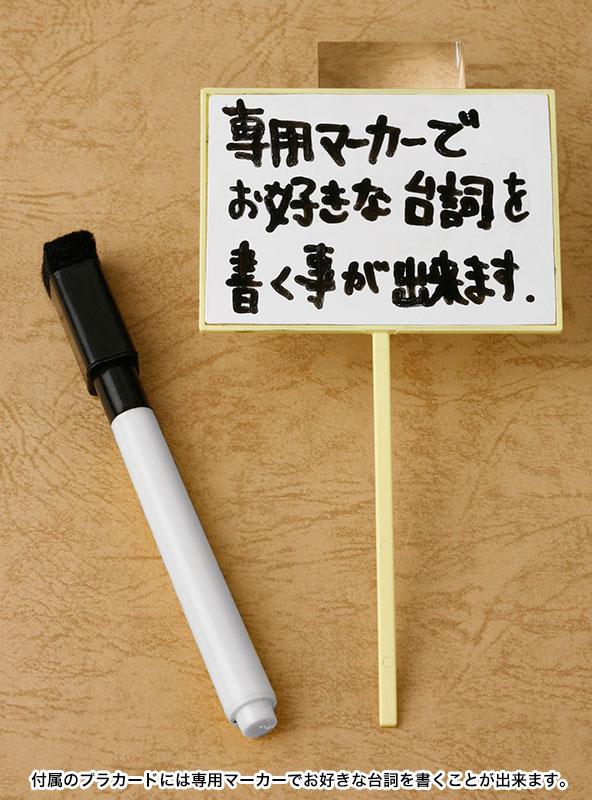 専用マーカーで
お好きな台詞を
書く事が出来ます.
付属のプラカードには専用マーカーでお好きな台詞を書くことが出来ます。